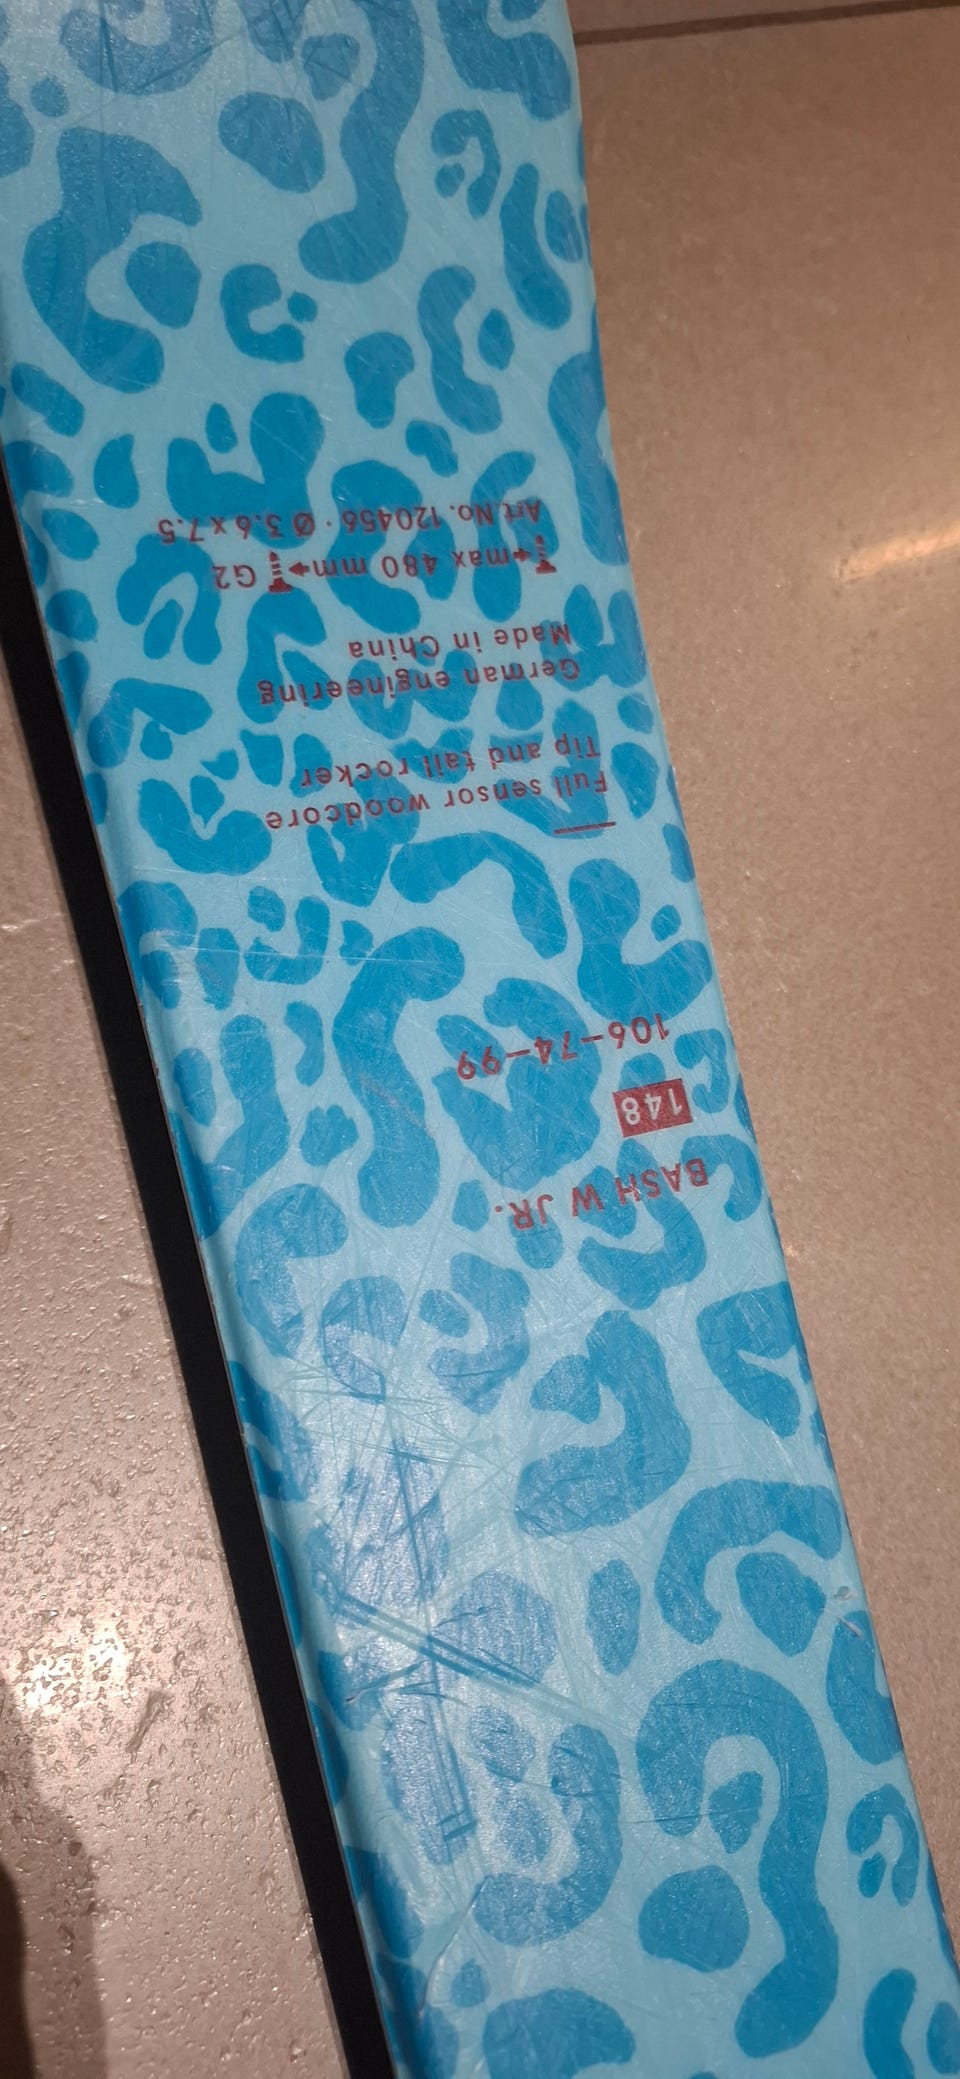 BASH W JR.
148
106–74–99
Full sensor woodcore
Tip and tail rocker
German engineering
Made in China
max 480 mm G2
Art.No. 120456 · Ø 3.6 x 7.5